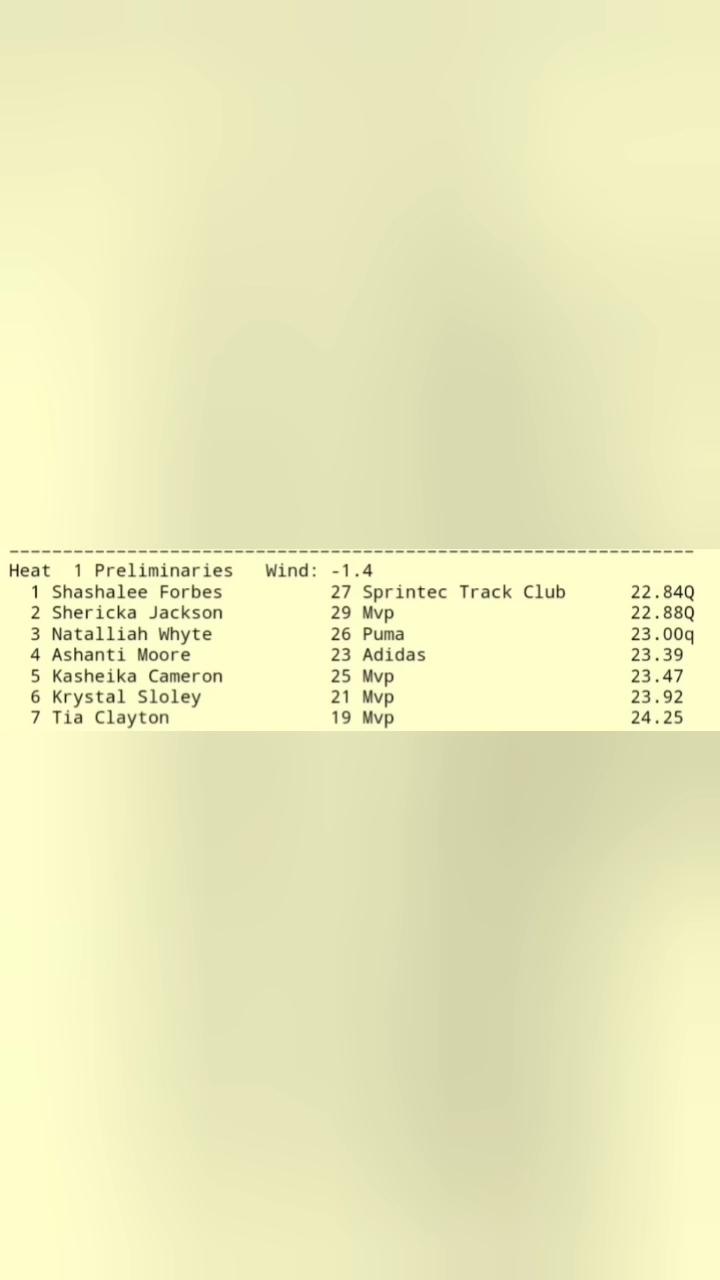 Heat 1 Preliminaries Wind: -1.4
1 Shashalee Forbes 27 Sprintec Track Club 22.84Q
2 Shericka Jackson 29 Mvp 22.88Q
3 Natalliah Whyte 26 Puma 23.00q
4 Ashanti Moore 23 Adidas 23.39
5 Kasheika Cameron 25 Mvp 23.47
6 Krystal Sloley 21 Mvp 23.92
7 Tia Clayton 19 Mvp 24.25